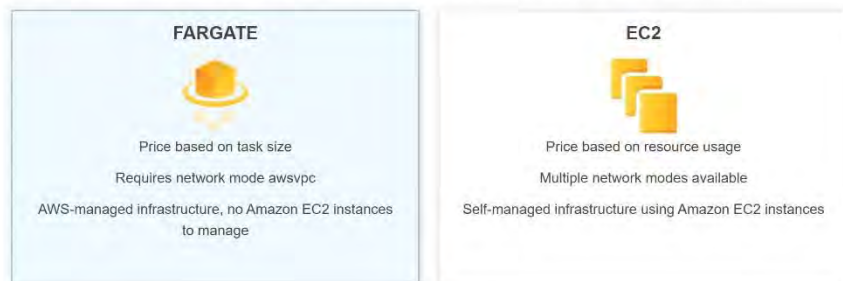 FARGATE
Price based on task size
Requires network mode awsvpc
AWS-managed infrastructure, no Amazon EC2 instances
to manage
EC2
Price based on resource usage
Multiple network modes available
Self-managed infrastructure using Amazon EC2 instances